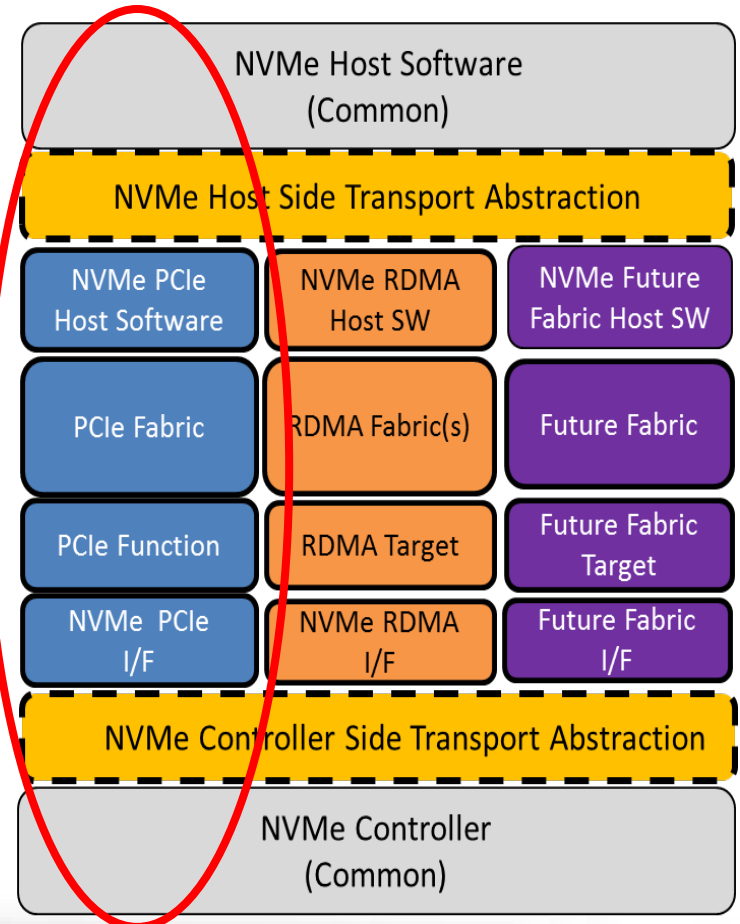 NVMe Host Software
(Common)
NVMe Host Side Transport Abstraction
NVMe PCIe
Host Software
NVMe RDMA
Host SW
NVMe Future
Fabric Host SW
PCIe Fabric
RDMA Fabric(s)
Future Fabric
PCIe Function
RDMA Target
Future Fabric
Target
NVMe PCIe
I/F
NVMe RDMA
I/F
Future Fabric
I/F
NVMe Controller Side Transport Abstraction
NVMe Controller
(Common)